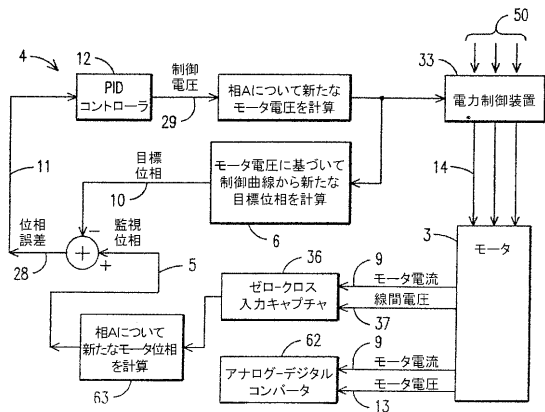 50
4
12
33
PID
コントローラ
制御
電圧
29
相Aについて新たな
モータ電圧を計算
電力制御装置
11
目標
位相
10
モータ電圧に基づいて
制御曲線から新たな
目標位相を計算
6
14
3
モータ
位相
誤差
28
−
+
+
監視
位相
5
36
ゼロ-クロス
入力キャプチャ
9
モータ電流
線間電圧
37
相Aについて
新たなモータ位相
を計算
63
62
アナログ-デジタル
コンバータ
9
モータ電流
モータ電圧
13